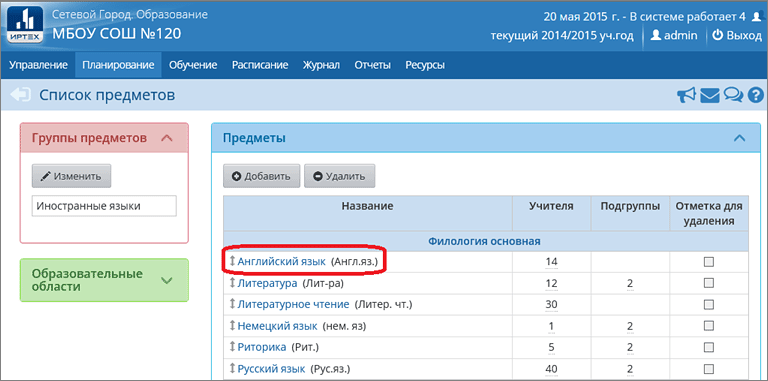 Сетевой Город. Образование
20 мая 2015 г. - В системе работает 4
ИРТЕХ
МБОУ СОШ №120
текущий 2014/2015 уч.год
admin
Выход
Управление Планирование Обучение Расписание Журнал Отчеты Ресурсы
Список предметов
Группы предметов
Изменить
Иностранные языки
Образовательные
области
Предметы
Добавить Удалить
Название Учителя Подгруппы Отметка для
удаления
Филология основная
Английский язык (Англ.яз.) 14
Литература (Лит-ра) 12 2
Литературное чтение (Литер. чт.) 30
Немецкий язык (нем. яз) 1 2
Риторика (Рит.) 5 2
Русский язык (Рус.яз.) 40 2